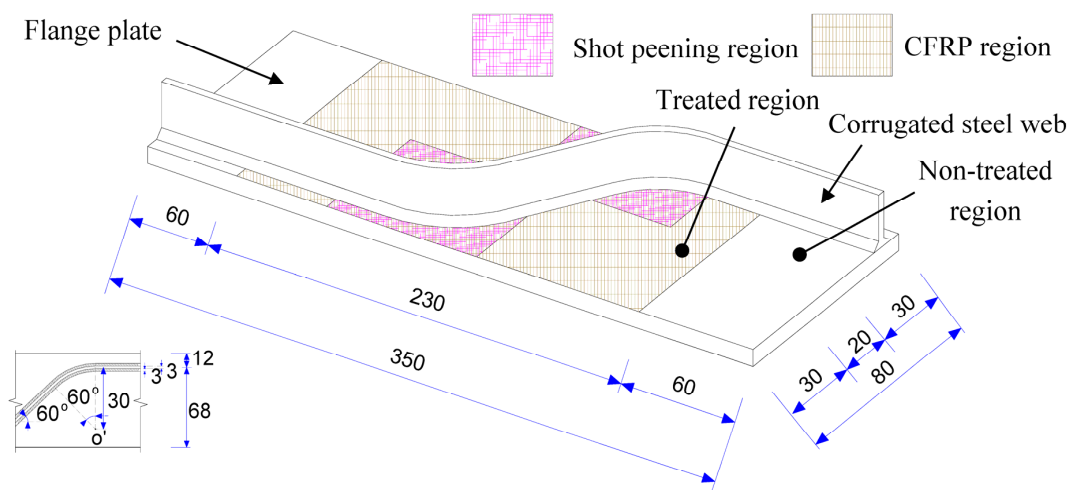 Flange plate
Shot peening region
CFRP region
Treated region
Corrugated steel web
Non-treated
region
60
230
350
60
30
20
30
80
12
3
3
60°
60°
30
68
o'